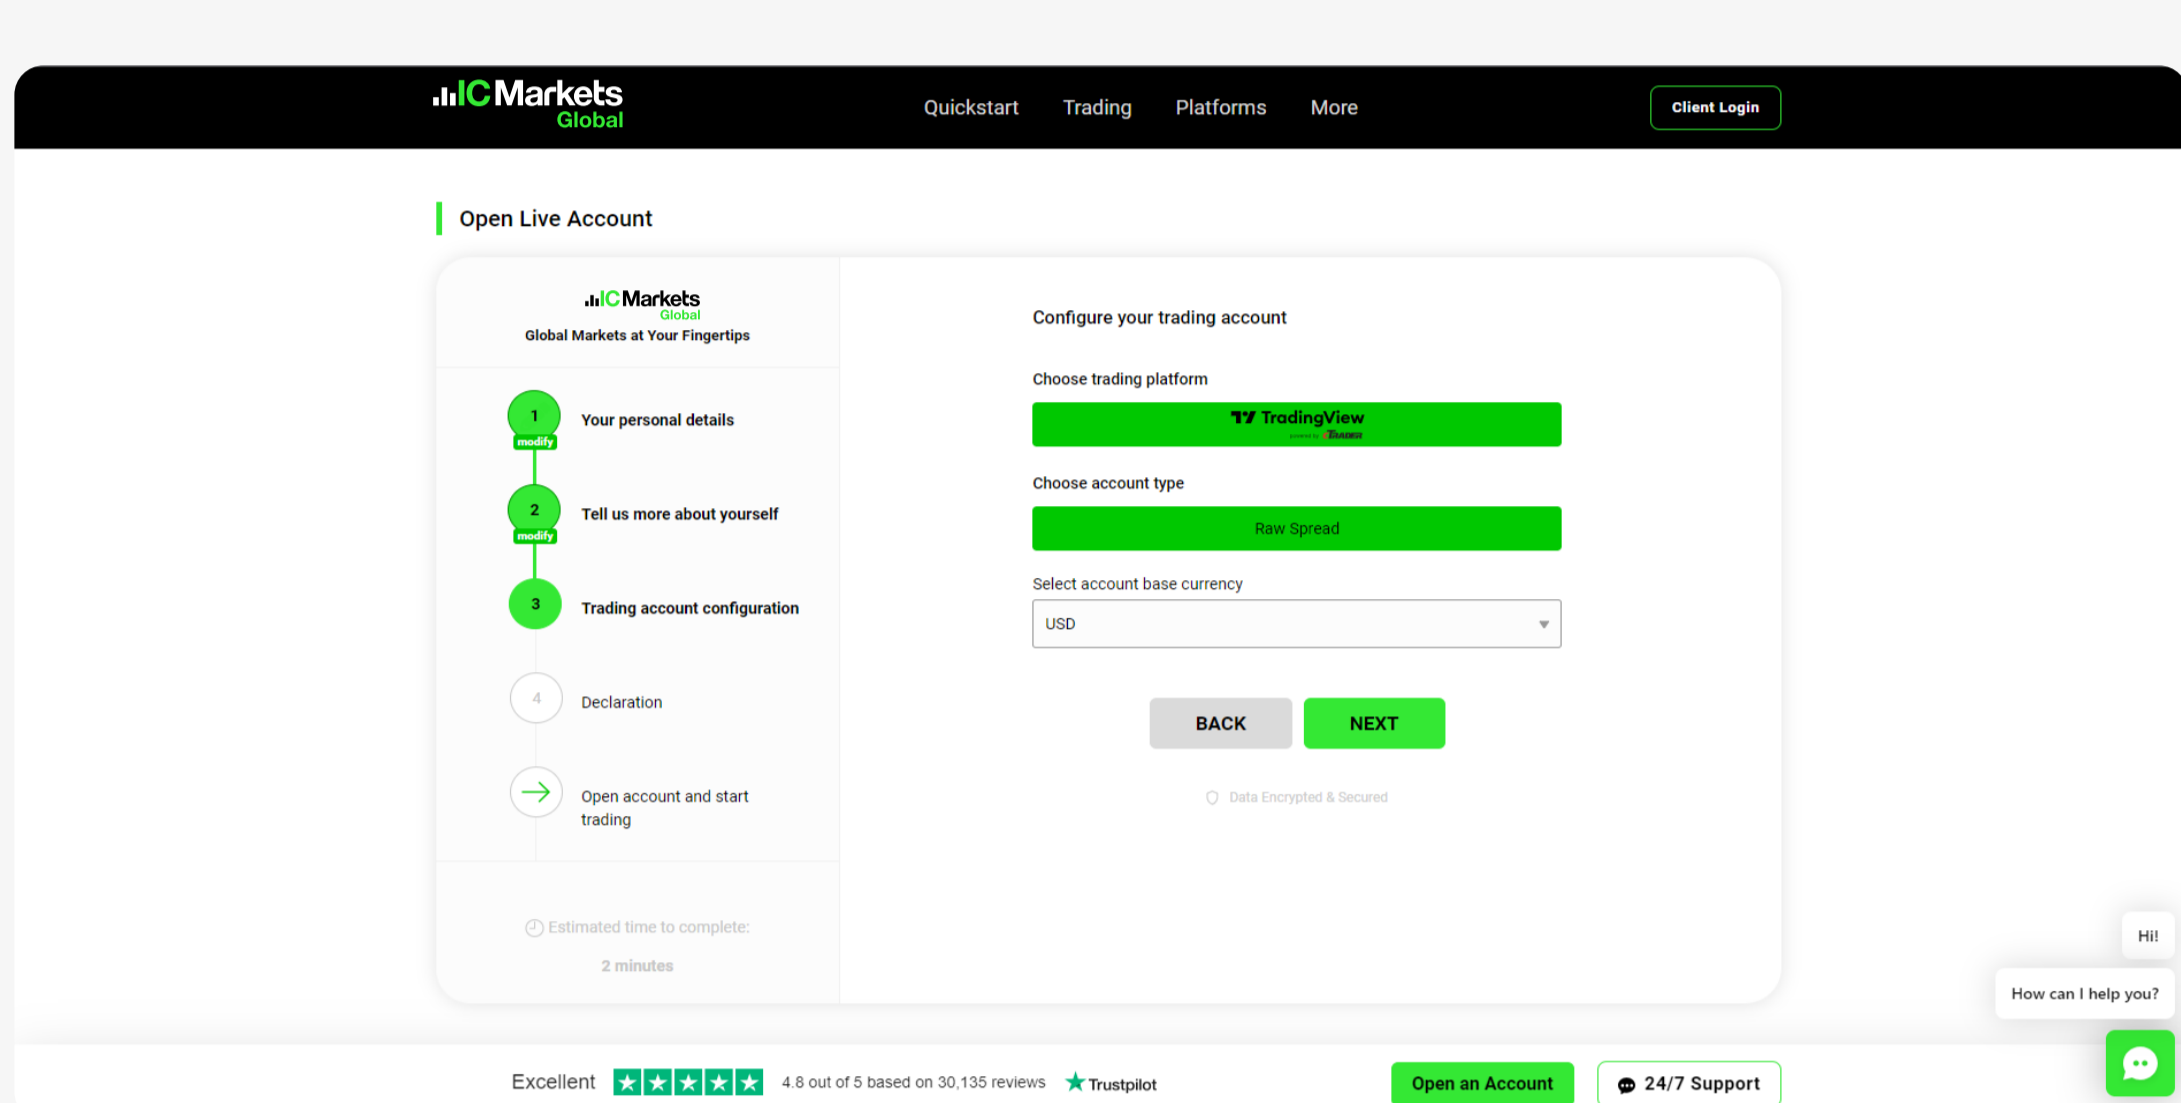 IC Markets
Global
Quickstart
Trading
Platforms
More
Client Login
Open Live Account
IC Markets
Global
Global Markets at Your Fingertips
1
modify
Your personal details
2
modify
Tell us more about yourself
3
Trading account configuration
4
Declaration
Open account and start
trading
Estimated time to complete:
2 minutes
Configure your trading account
Choose trading platform
TradingView
powered by cTRADER
Choose account type
Raw Spread
Select account base currency
USD
BACK
NEXT
Data Encrypted & Secured
Hi!
How can I help you?
Excellent
4.8 out of 5 based on 30,135 reviews
Trustpilot
Open an Account
24/7 Support